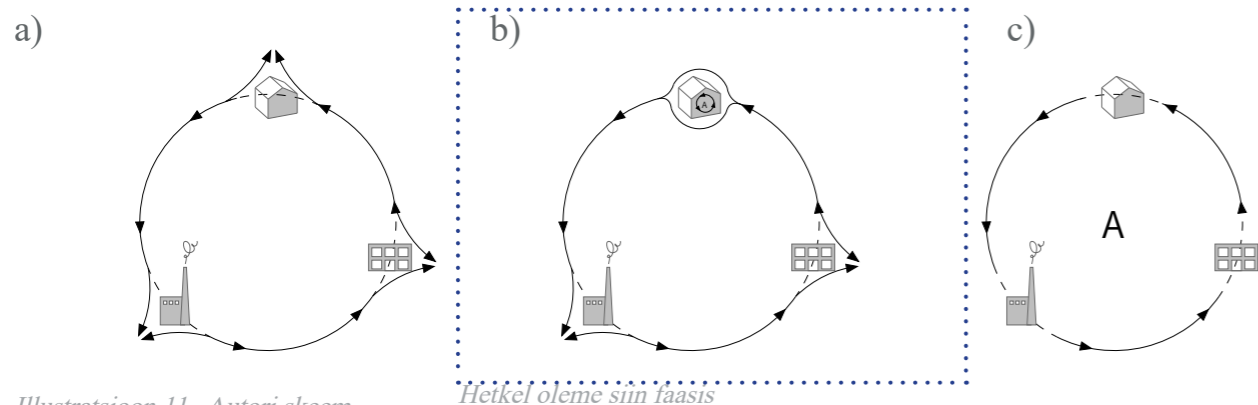 a)
b)
c)
A
A
Hetkel oleme siin faasis
Illustratsioon 11. Autori skeem